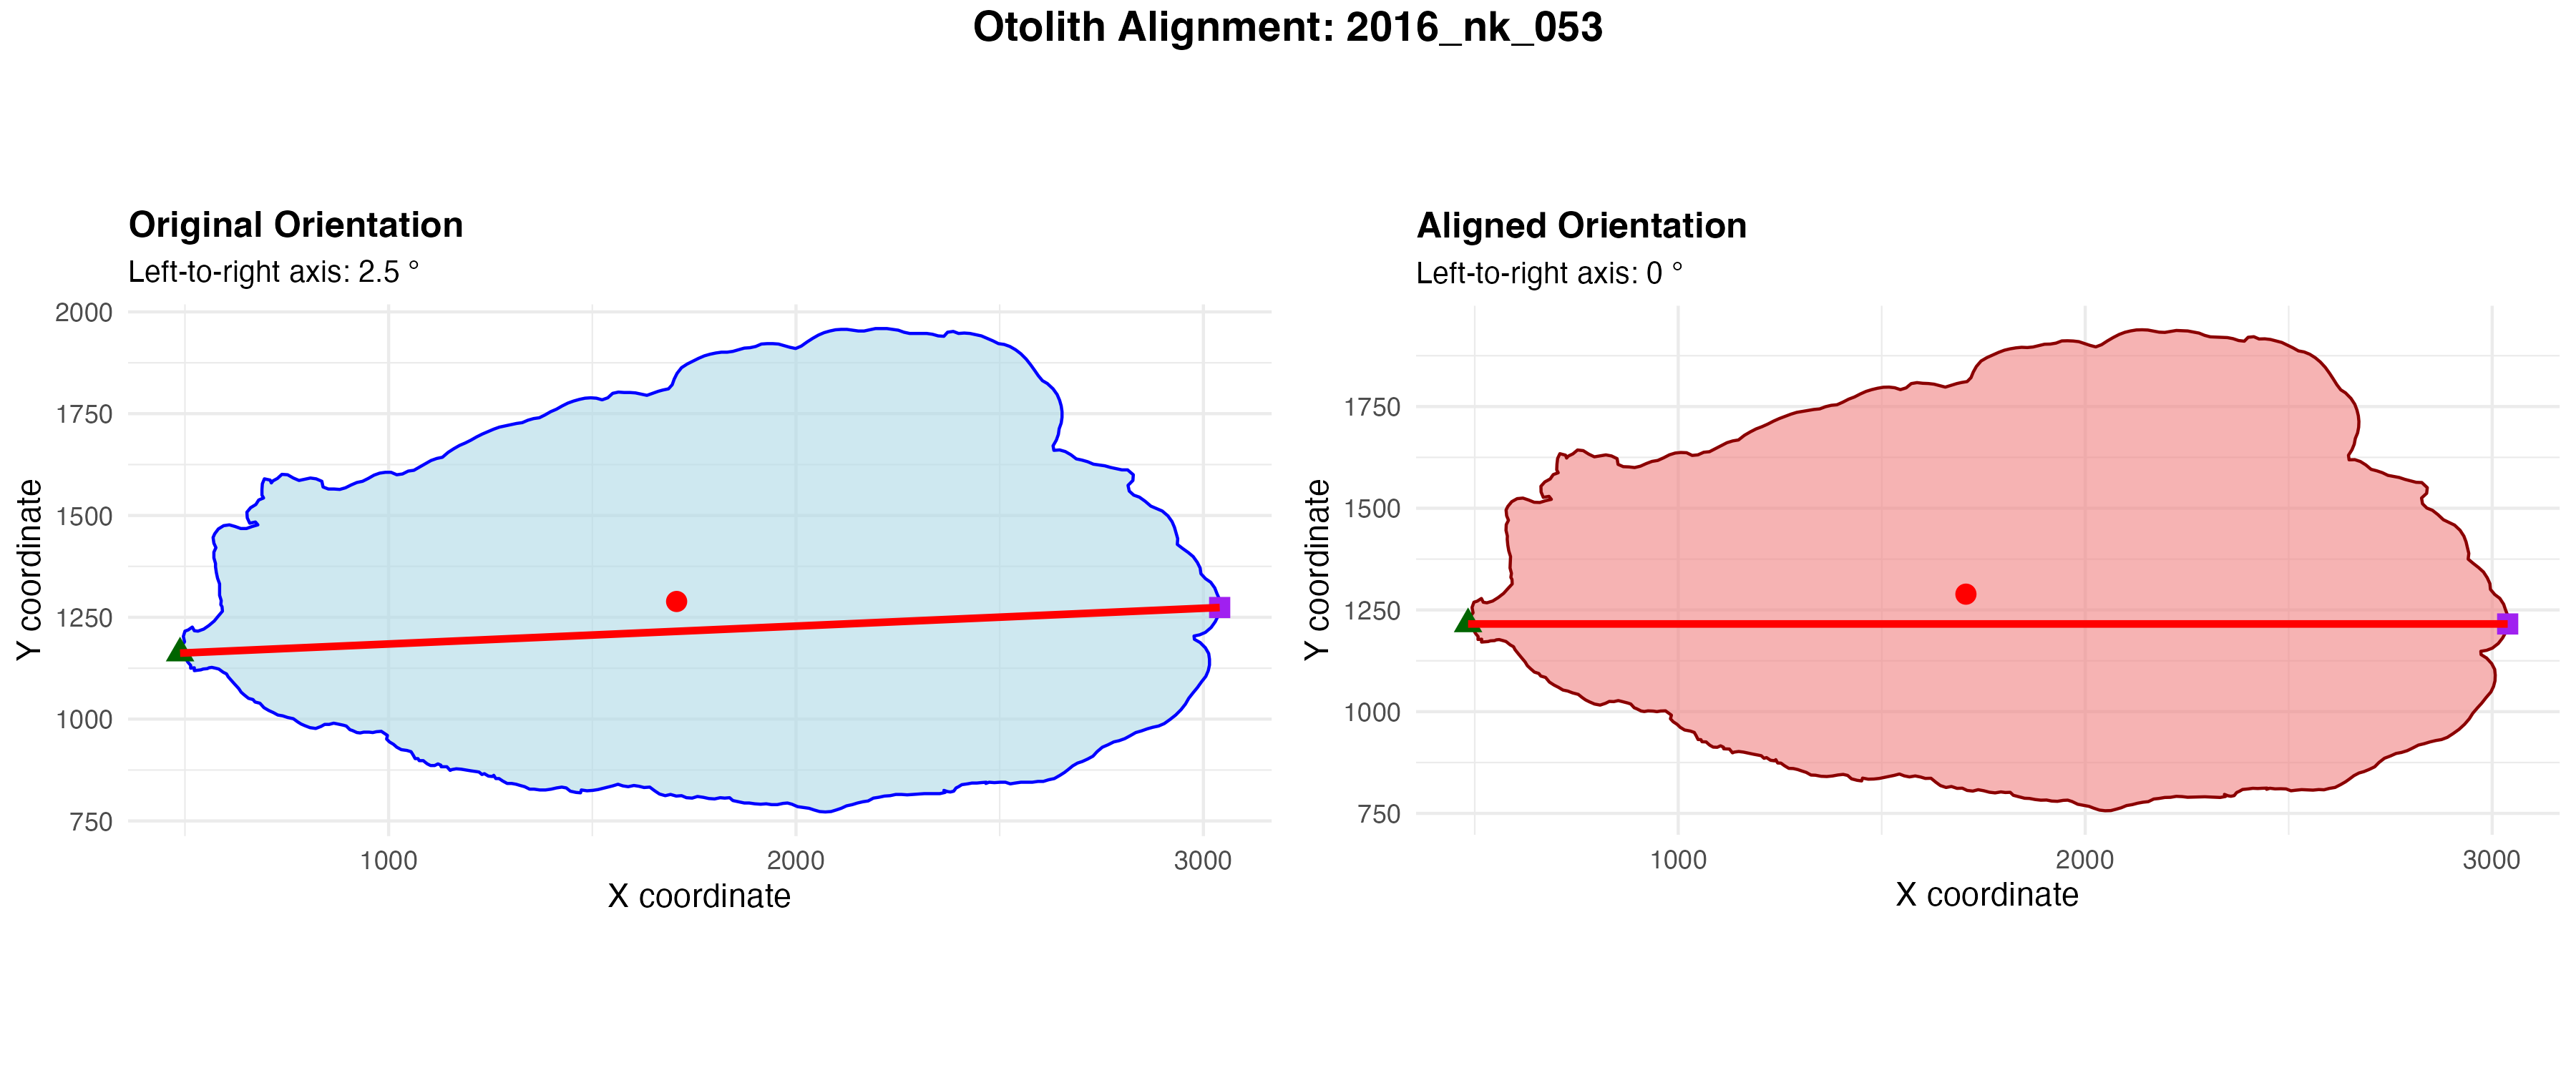 Otolith Alignment: 2016_nk_053
Original Orientation
Left-to-right axis: 2.5 °
2000
1750
1500
1250
1000
750
Y coordinate
1000 2000 3000
X coordinate
Aligned Orientation
Left-to-right axis: 0 °
1750
1500
1250
1000
750
Y coordinate
1000 2000 3000
X coordinate